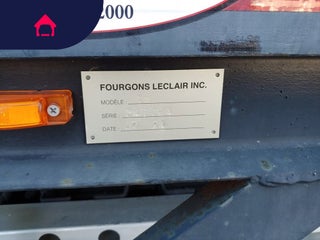 2000
FOURGONS LECLAIR INC.
MODÈLE:
SÉRIE:
DATE: